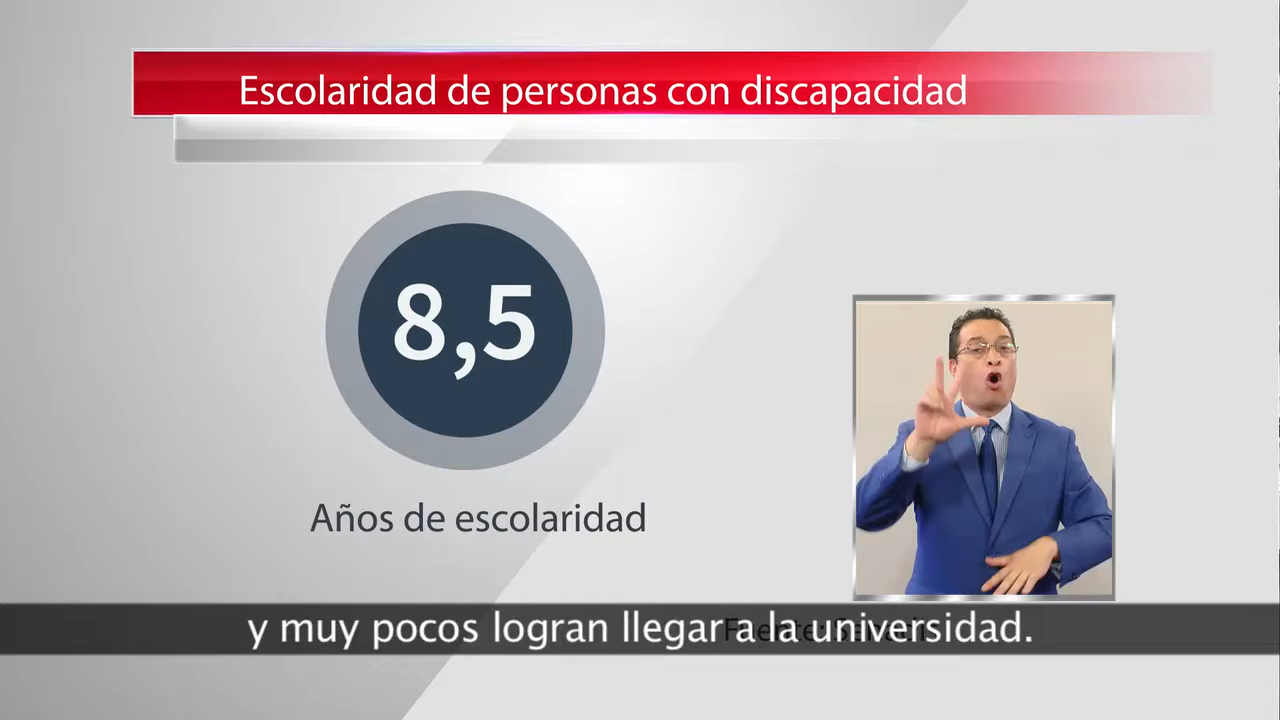 Escolaridad de personas con discapacidad
8,5
Años de escolaridad
y muy pocos logran llegar a la universidad.